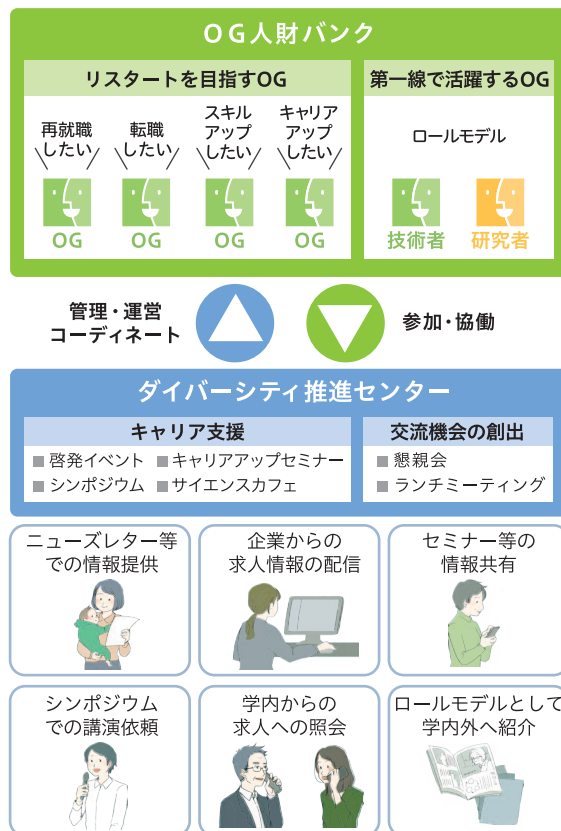 OG人財バンク
リスタートを目指すOG
再就職
したい
転職
したい
スキル
アップ
したい
キャリア
アップ
したい
OG
OG
OG
OG
第一線で活躍するOG
ロールモデル
技術者
研究者
管理・運営
コーディネート
参加・協働
ダイバーシティ推進センター
キャリア支援
■ 啓発イベント ■ キャリアアップセミナー
■ シンポジウム ■ サイエンスカフェ
交流機会の創出
■ 懇親会
■ ランチミーティング
ニューズレター等
での情報提供
企業からの
求人情報の配信
セミナー等の
情報共有
シンポジウム
での講演依頼
学内からの
求人への照会
ロールモデルとして
学内外へ紹介